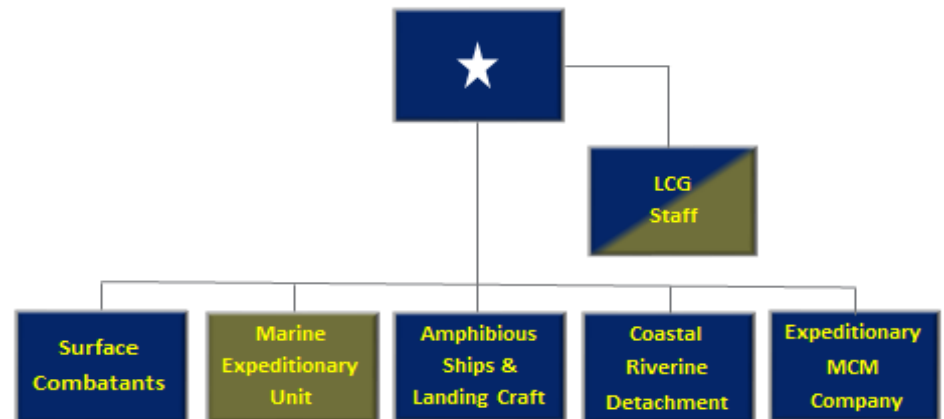 LCG
Staff
Surface
Combatants
Marine
Expeditionary
Unit
Amphibious
Ships &
Landing Craft
Coastal
Riverine
Detachment
Expeditionary
MCM
Company